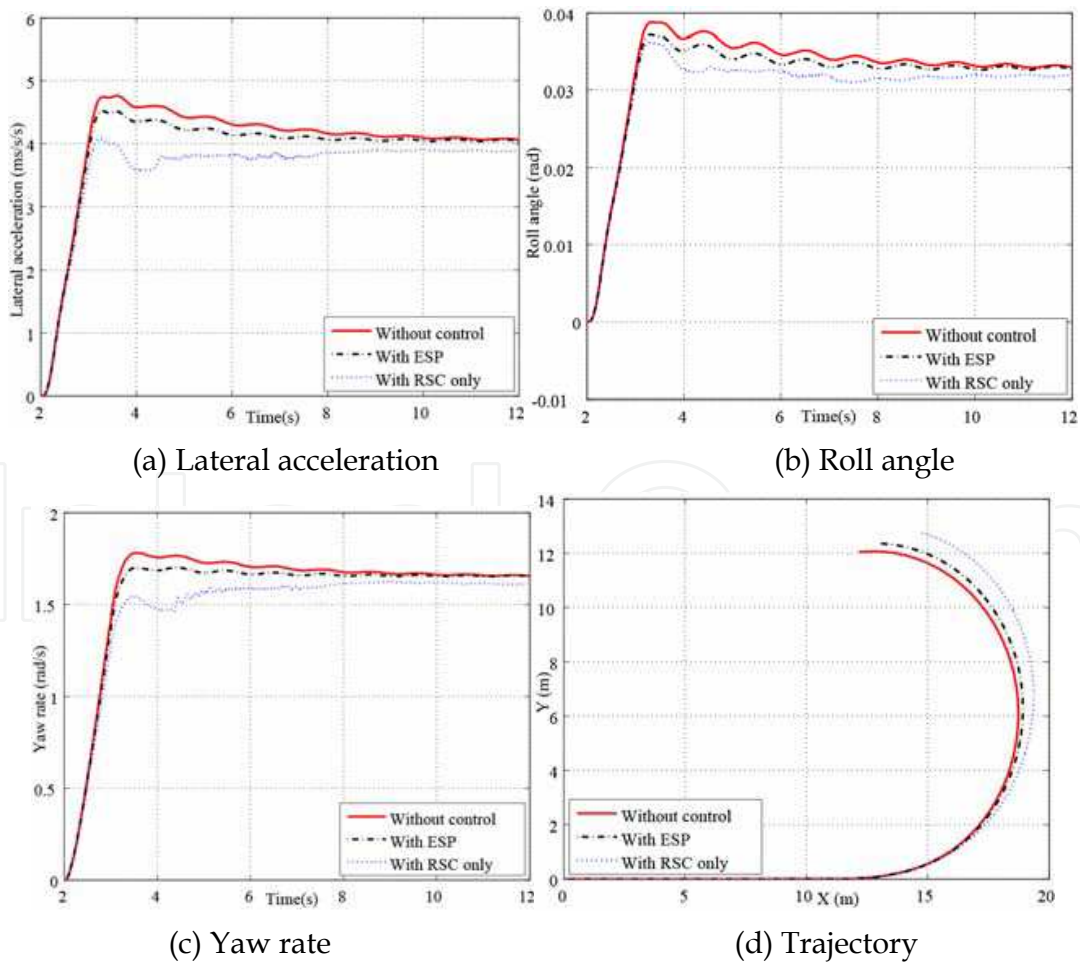 6
5
4
3
2
1
0
Lateral acceleration (ms/s/s)
Without control
With ESP
With RSC only
2
4
6
8
10
12
Time(s)
(a) Lateral acceleration
0.04
0.03
0.02
0.01
0
-0.01
Roll angle (rad)
Without control
With ESP
With RSC only
2
4
6
8
10
12
Time(s)
(b) Roll angle
2
1.5
1
0.5
0
Yaw rate (rad/s)
Without control
With ESP
With RSC only
2
4
6
8
10
12
Time(s)
(c) Yaw rate
14
12
10
8
6
4
2
0
Y (m)
Without control
With ESP
With RSC only
0
5
10
15
20
X (m)
(d) Trajectory